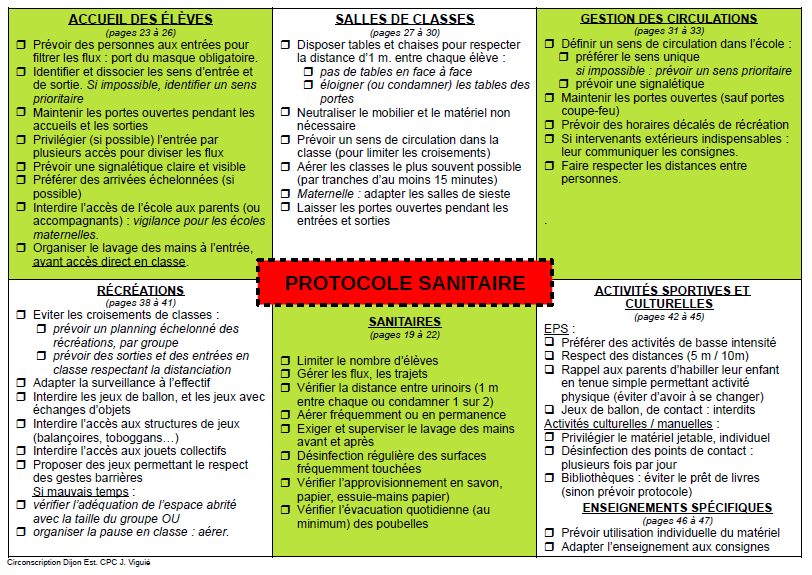 ACCUEIL DES ÉLÈVES
(pages 23 à 26)
Prévoir des personnes aux entrées pour
filtrer les flux : port du masque obligatoire.
Identifier et dissocier les sens d'entrée et
de sortie. Si impossible, identifier un sens
prioritaire
Maintenir les portes ouvertes pendant les
accueils et les sorties
Privilégier (si possible) l'entrée par
plusieurs accès pour diviser les flux
Prévoir une signalétique claire et visible
Préférer des arrivées échelonnées (si
possible)
Interdire l'accès de l'école aux parents (ou
accompagnants) : vigilance pour les écoles
maternelles.
Organiser le lavage des mains à l'entrée,
avant accès direct en classe.
SALLES DE CLASSES
(pages 27 à 30)
Disposer tables et chaises pour respecter
la distance d'1 m. entre chaque élève :
pas de tables en face à face
éloigner (ou condamner) les tables des
portes
Neutraliser le mobilier et le matériel non
nécessaire
Prévoir un sens de circulation dans la
classe (pour limiter les croisements)
Aérer les classes le plus souvent possible
(par tranches d'au moins 15 minutes)
Maternelle : adapter les salles de sieste
Laisser les portes ouvertes pendant les
entrées et sorties
GESTION DES CIRCULATIONS
(pages 31 à 33)
Définir un sens de circulation dans l'école :
préférer le sens unique
si impossible : prévoir un sens prioritaire
prévoir une signalétique
Maintenir les portes ouvertes (sauf portes
coupe-feu)
Prévoir des horaires décalés de récréation
Si intervenants extérieurs indispensables :
leur communiquer les consignes.
Faire respecter les distances entre
personnes.
.
PROTOCOLE SANITAIRE
RÉCRÉATIONS
(pages 38 à 41)
Eviter les croisements de classes :
prévoir un planning échelonné des
récréations, par groupe
prévoir des sorties et des entrées en
classe respectant la distanciation
Adapter la surveillance à l'effectif
Interdire les jeux de ballon, et les jeux avec
échanges d'objets
Interdire l'accès aux structures de jeux
(balançoires, toboggans…)
Interdire l'accès aux jouets collectifs
Proposer des jeux permettant le respect
des gestes barrières
Si mauvais temps :
vérifier l'adéquation de l'espace abrité
avec la taille du groupe OU
organiser la pause en classe : aérer.
SANITAIRES
(pages 19 à 22)
Limiter le nombre d'élèves
Gérer les flux, les trajets
Vérifier la distance entre urinoirs (1 m
entre chaque ou condamner 1 sur 2)
Aérer fréquemment ou en permanence
Exiger et superviser le lavage des mains
avant et après
Désinfection régulière des surfaces
fréquemment touchées
Vérifier l'approvisionnement en savon,
papier, essuie-mains papier)
Vérifier l'évacuation quotidienne (au
minimum) des poubelles
ACTIVITÉS SPORTIVES ET
CULTURELLES
(pages 42 à 45)
EPS :
Préférer des activités de basse intensité
Respect des distances (5 m / 10m)
Rappel aux parents d'habiller leur enfant
en tenue simple permettant activité
physique (éviter d'avoir à se changer)
Jeux de ballon, de contact : interdits
Activités culturelles / manuelles :
Privilégier le matériel jetable, individuel
Désinfection des points de contact :
plusieurs fois par jour
Bibliothèques : éviter le prêt de livres
(sinon prévoir protocole)
ENSEIGNEMENTS SPÉCIFIQUES
(pages 46 à 47)
Prévoir utilisation individuelle du matériel
Adapter l'enseignement aux consignes
Circonscription Dijon Est. CPC J. Viguié